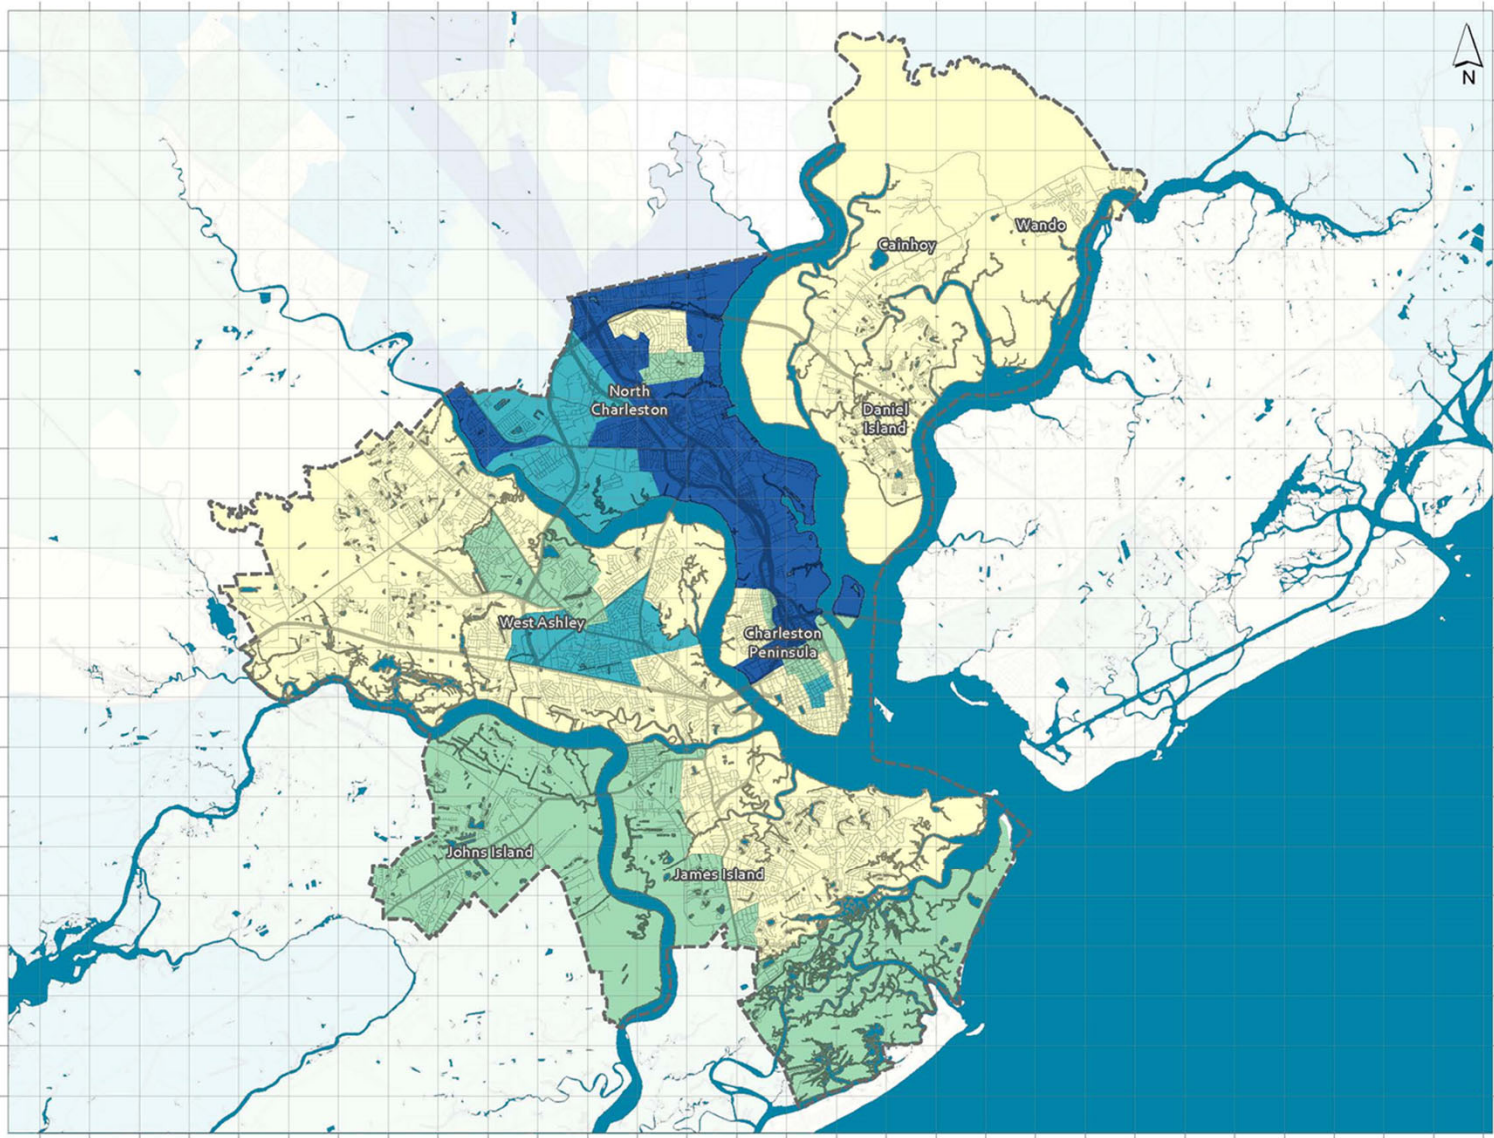 N
Wando
Cainhoy
North
Charleston
Daniel
Island
West Ashley
Charleston
Peninsula
Johns Island
James Island